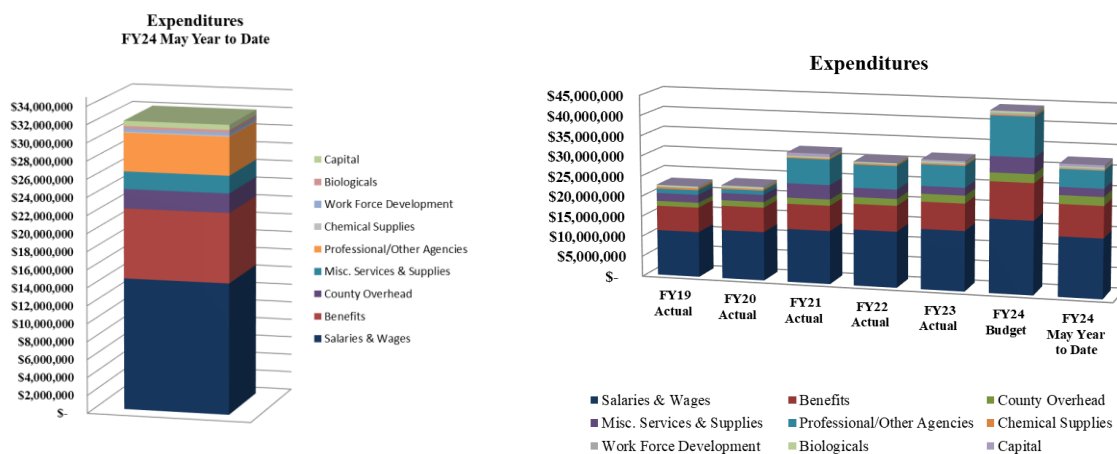 Expenditures
FY24 May Year to Date
$34,000,000
$32,000,000
$30,000,000
$28,000,000
$26,000,000
$24,000,000
$22,000,000
$20,000,000
$18,000,000
$16,000,000
$14,000,000
$12,000,000
$10,000,000
$8,000,000
$6,000,000
$4,000,000
$2,000,000
$-
Capital
Biologicals
Work Force Development
Chemical Supplies
Professional/Other Agencies
Misc. Services & Supplies
County Overhead
Benefits
Salaries & Wages
Expenditures
$45,000,000
$40,000,000
$35,000,000
$30,000,000
$25,000,000
$20,000,000
$15,000,000
$10,000,000
$5,000,000
$-
FY19 Actual
FY20 Actual
FY21 Actual
FY22 Actual
FY23 Actual
FY24 Budget
FY24 May Year to Date
Salaries & Wages
Benefits
County Overhead
Misc. Services & Supplies
Professional/Other Agencies
Chemical Supplies
Work Force Development
Biologicals
Capital